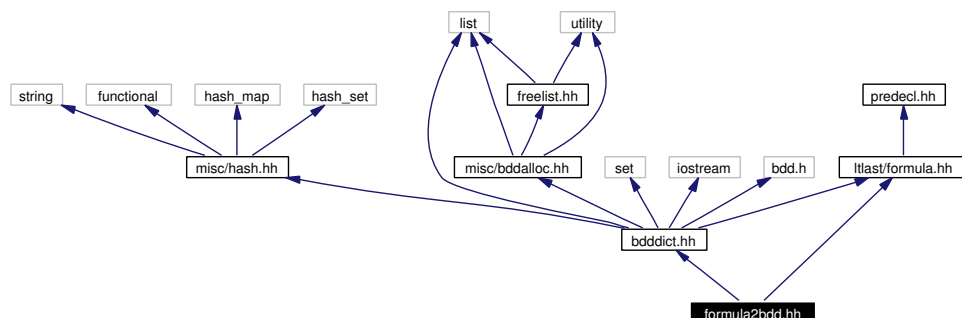 list
utility
string
functional
hash_map
hash_set
freelist.hh
predecl.hh
misc/hash.hh
misc/bddalloc.hh
set
iostream
bdd.h
ltlast/formula.hh
bdddict.hh
formula2bdd.hh